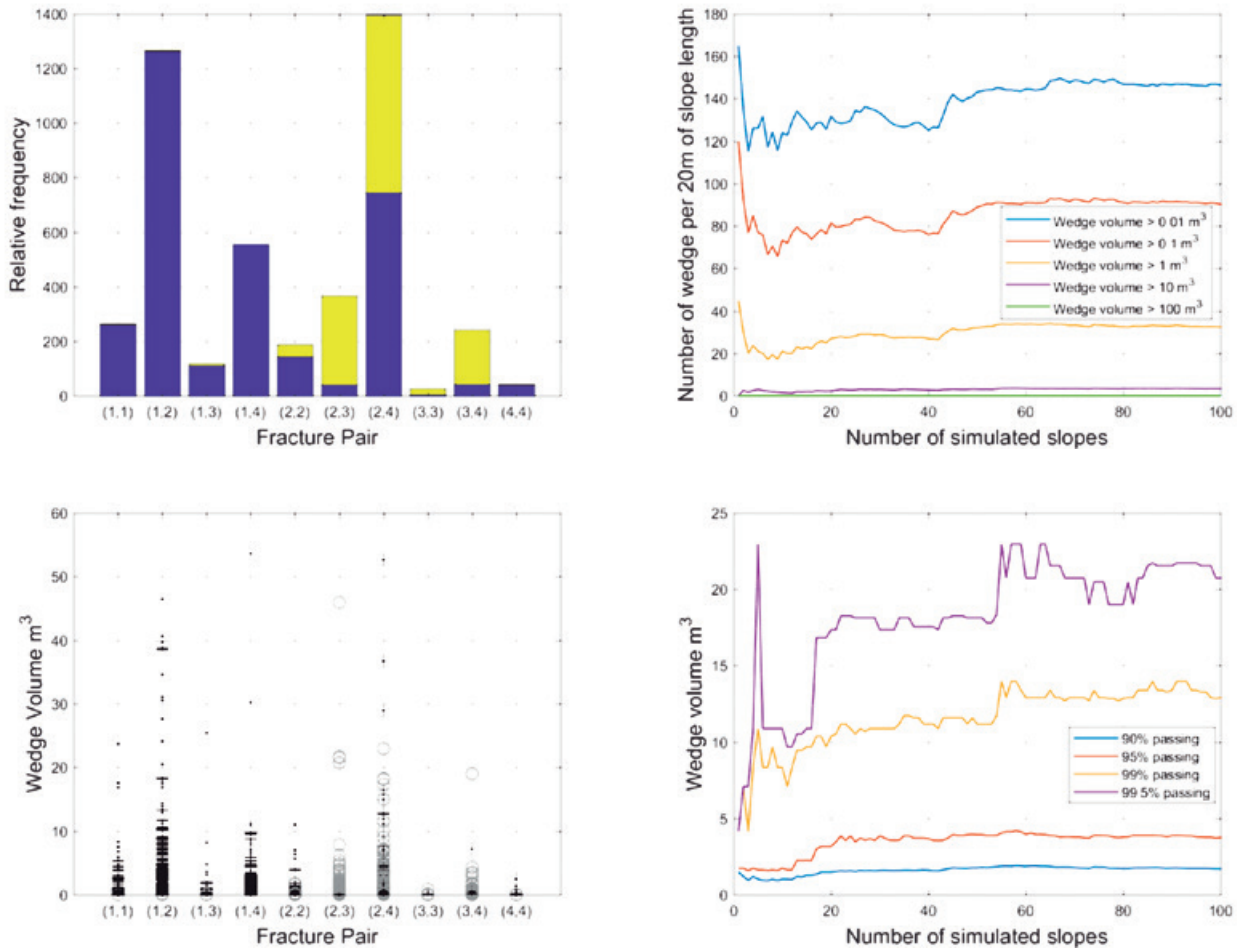 1400
1200
1000
800
600
400
200
0
Relative frequency
(1,1) (1,2) (1,3) (1,4) (2,2) (2,3) (2,4) (3,3) (3,4) (4,4)
Fracture Pair
180
160
140
120
100
80
60
40
20
0
Number of wedge per 20m of slope length
Wedge volume > 0 01 m³
Wedge volume > 0 1 m³
Wedge volume > 1 m³
Wedge volume > 10 m³
Wedge volume > 100 m³
0 20 40 60 80 100
Number of simulated slopes
60
50
40
30
20
10
0
Wedge Volume m³
(1,1) (1,2) (1,3) (1,4) (2,2) (2,3) (2,4) (3,3) (3,4) (4,4)
Fracture Pair
25
20
15
10
5
0
Wedge volume m³
90% passing
95% passing
99% passing
99 5% passing
0 20 40 60 80 100
Number of simulated slopes